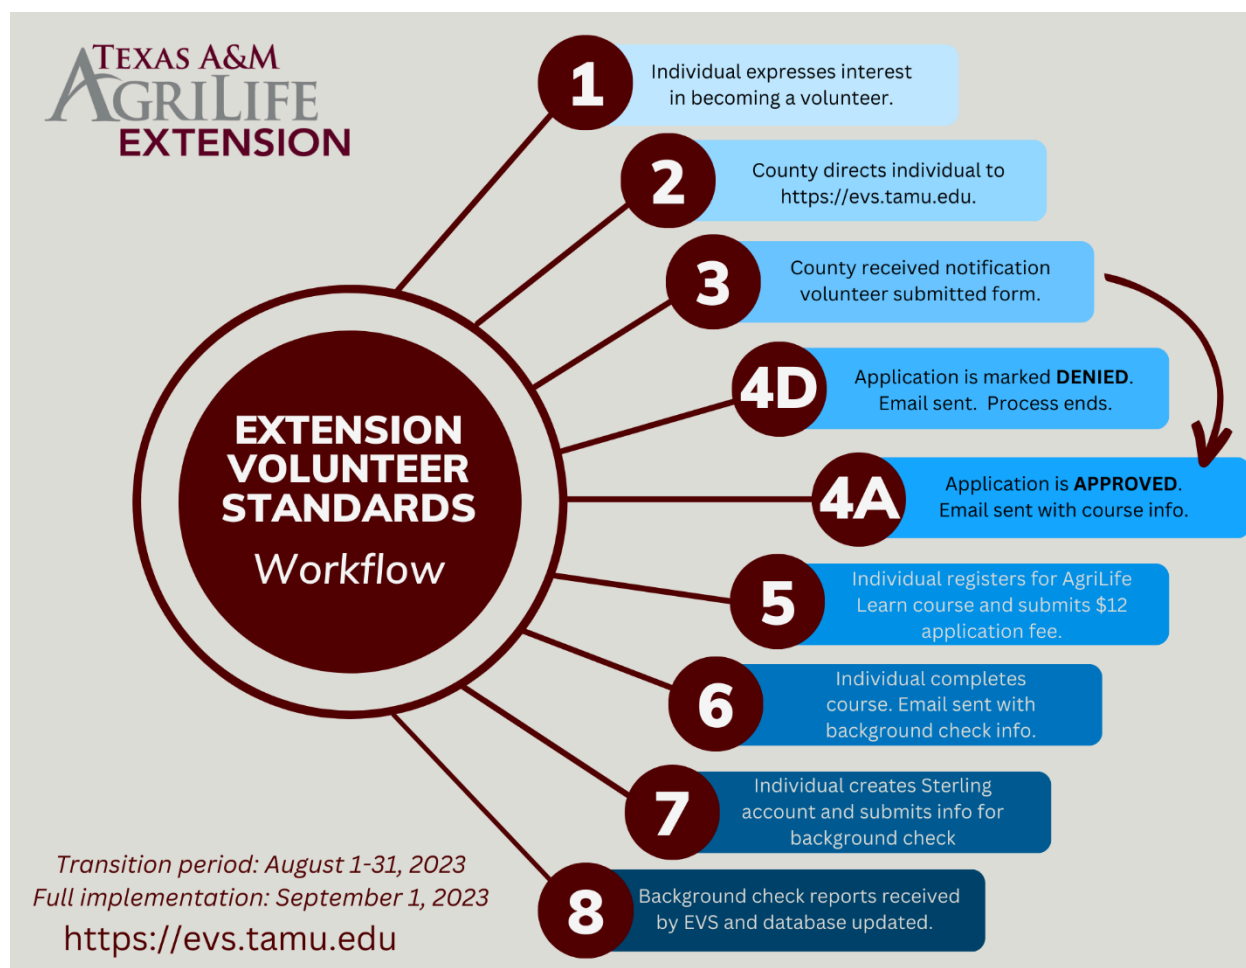 TEXAS A&M
AGRILIFE
EXTENSION
1
Individual expresses interest
in becoming a volunteer.
2
County directs individual to
https://evs.tamu.edu.
3
County received notification
volunteer submitted form.
4D
Application is marked DENIED.
Email sent.  Process ends.
4A
Application is APPROVED.
Email sent with course info.
EXTENSION
VOLUNTEER
STANDARDS
Workflow
5
Individual registers for AgriLife
Learn course and submits $12
application fee.
6
Individual completes
course. Email sent with
background check info.
7
Individual creates Sterling
account and submits info for
background check
8
Background check reports received
by EVS and database updated.
Transition period: August 1-31, 2023
Full implementation: September 1, 2023
https://evs.tamu.edu